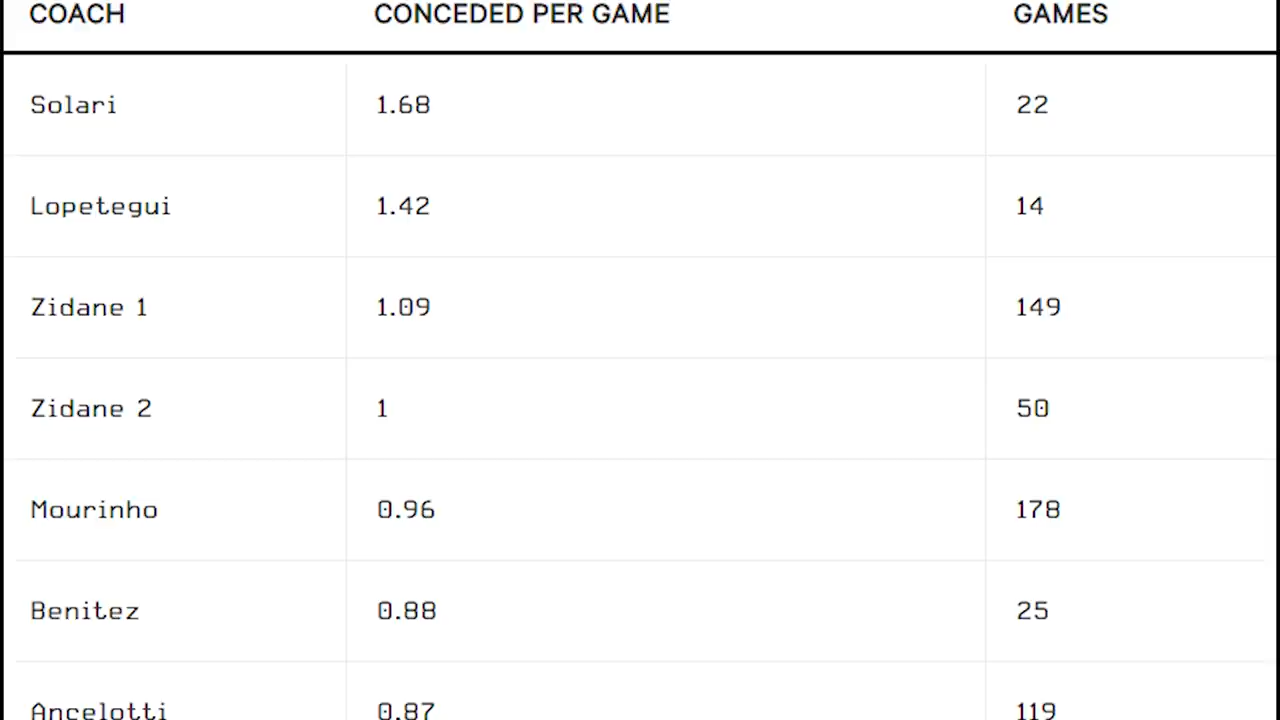 COACH CONCEDED PER GAME GAMES
Solari 1.68 22
Lopetegui 1.42 14
Zidane 1 1.09 149
Zidane 2 1 50
Mourinho 0.96 178
Benitez 0.88 25
Ancelotti 0.87 119